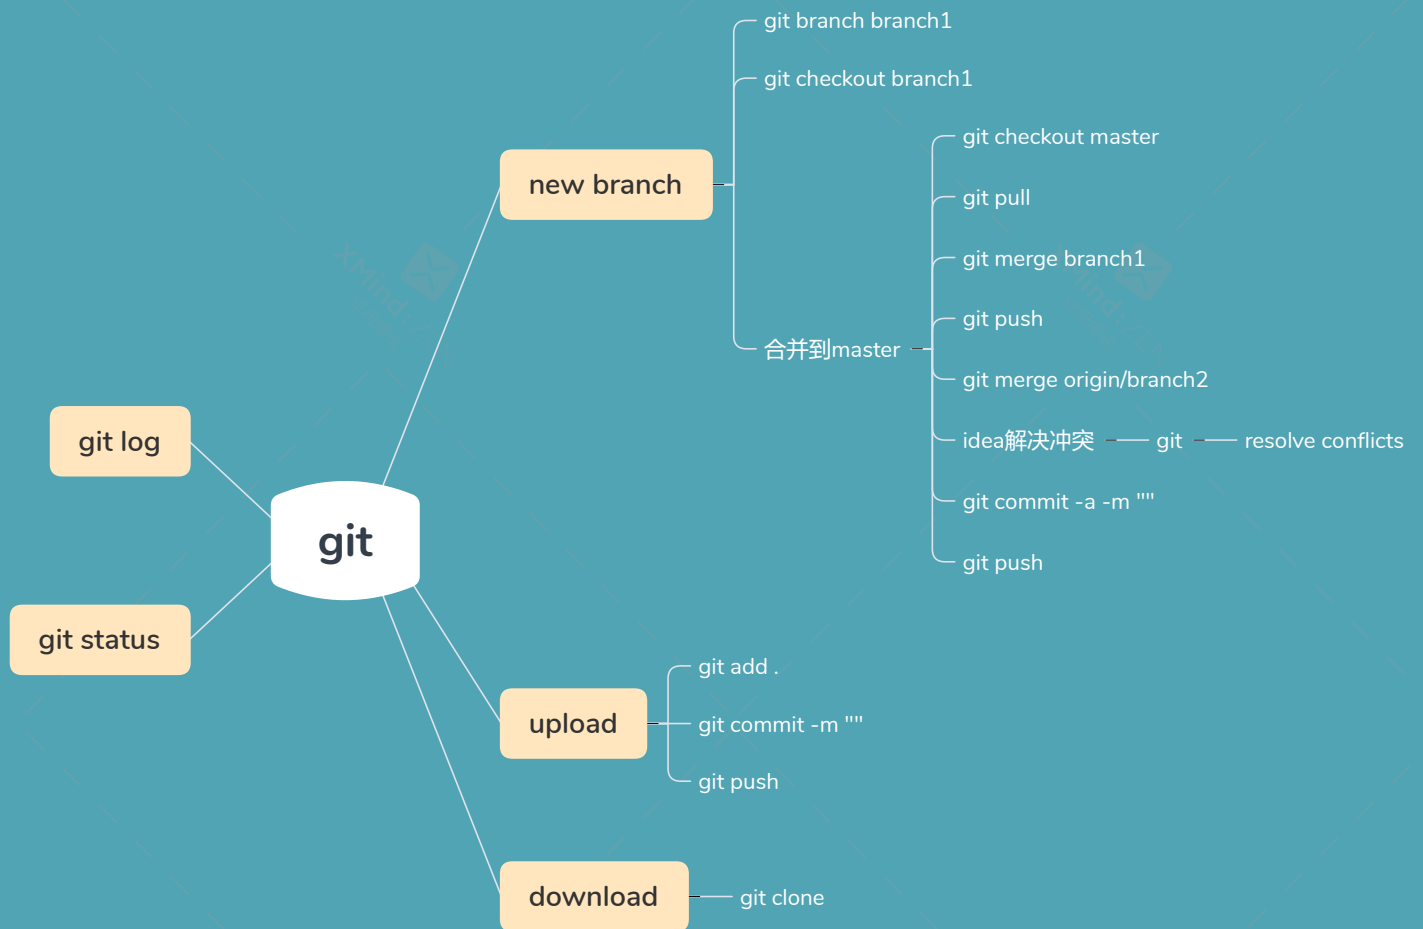 git branch branch1
git checkout branch1
new branch
合并到master
git checkout master
git pull
git merge branch1
git push
git merge origin/branch2
idea解决冲突
git
resolve conflicts
git commit -a -m ""
git push
git log
git
git status
upload
git add .
git commit -m ""
git push
download
git clone
XMind
XMind